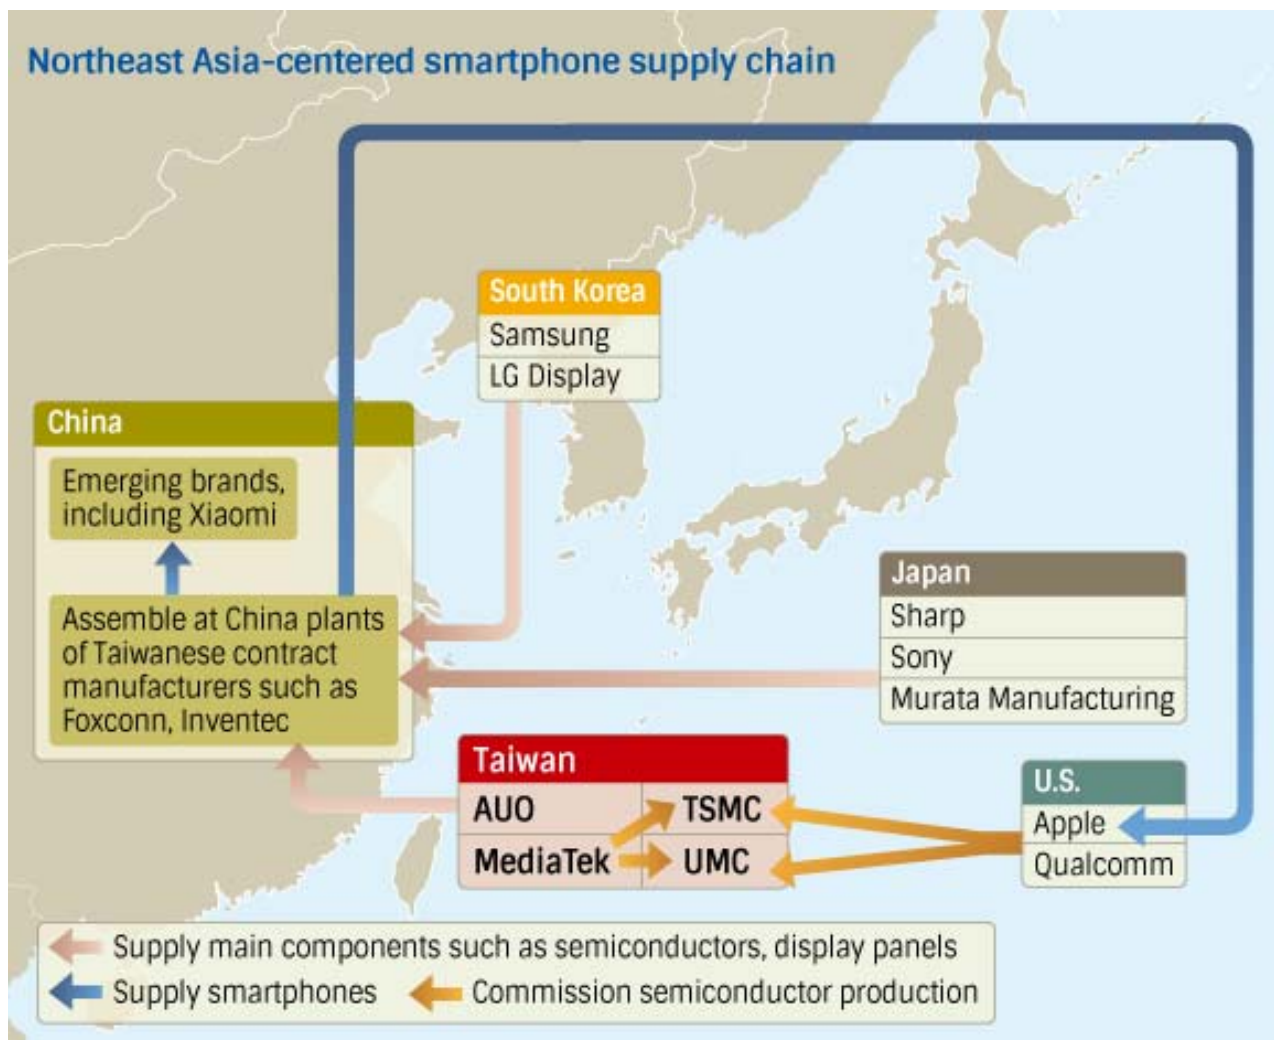 Northeast Asia-centered smartphone supply chain
South Korea
Samsung
LG Display
China
Emerging brands,
including Xiaomi
Assemble at China plants
of Taiwanese contract
manufacturers such as
Foxconn, Inventec
Japan
Sharp
Sony
Murata Manufacturing
Taiwan
AUO
TSMC
MediaTek
UMC
U.S.
Apple
Qualcomm
Supply main components such as semiconductors, display panels
Supply smartphones
Commission semiconductor production